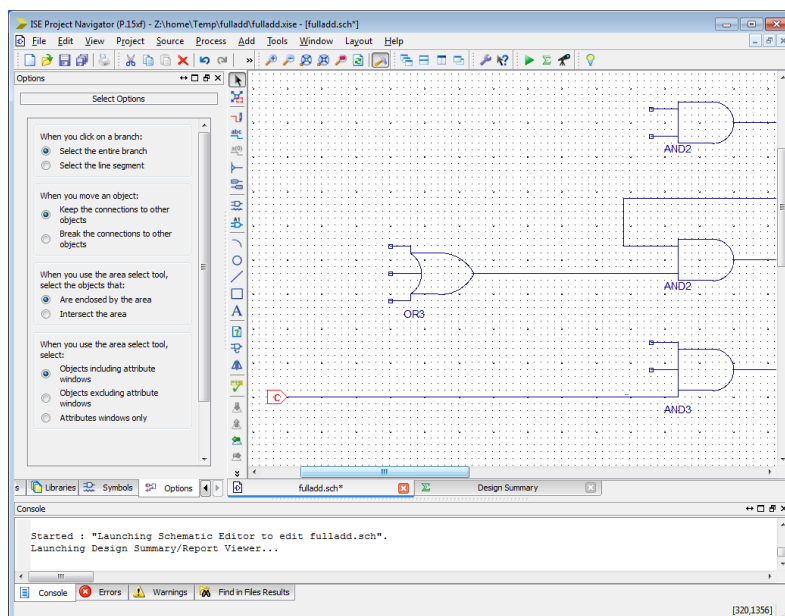 ISE Project Navigator (P.15xf) - Z:\home\Temp\fulladd\fulladd.xise - [fulladd.sch*]
File Edit View Project Source Process Add Tools Window Layout Help
Options
Select Options
When you click on a branch:
Select the entire branch
Select the line segment
When you move an object:
Keep the connections to other
objects
Break the connections to other
objects
When you use the area select tool,
select the objects that:
Are enclosed by the area
Intersect the area
When you use the area select tool,
select:
Objects including attribute
windows
Objects excluding attribute
windows
Attributes windows only
abc
A
AND2
AND2
OR3
C
AND3
s Libraries Symbols Options
fulladd.sch*
Design Summary
Console
Started : "Launching Schematic Editor to edit fulladd.sch".
Launching Design Summary/Report Viewer...
Console Errors Warnings Find in Files Results
[320,1356]